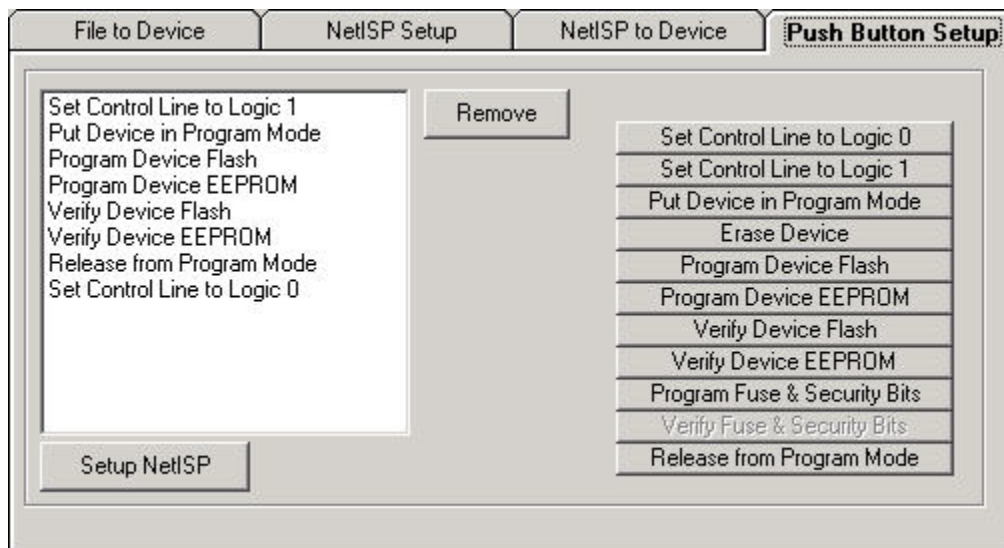 File to Device
NetISP Setup
NetISP to Device
Push Button Setup
Set Control Line to Logic 1
Put Device in Program Mode
Program Device Flash
Program Device EEPROM
Verify Device Flash
Verify Device EEPROM
Release from Program Mode
Set Control Line to Logic 0
Remove
Set Control Line to Logic 0
Set Control Line to Logic 1
Put Device in Program Mode
Erase Device
Program Device Flash
Program Device EEPROM
Verify Device Flash
Verify Device EEPROM
Program Fuse & Security Bits
Verify Fuse & Security Bits
Release from Program Mode
Setup NetISP